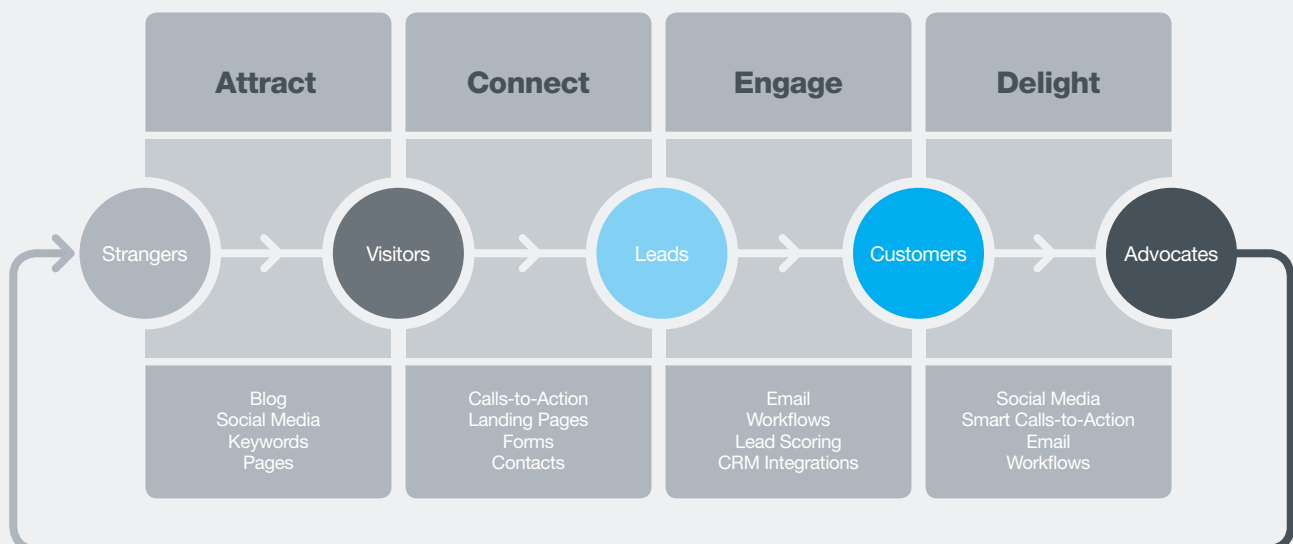 Attract
Connect
Engage
Delight
Strangers
Visitors
Leads
Customers
Advocates
Blog
Social Media
Keywords
Pages
Calls-to-Action
Landing Pages
Forms
Contacts
Email
Workflows
Lead Scoring
CRM Integrations
Social Media
Smart Calls-to-Action
Email
Workflows